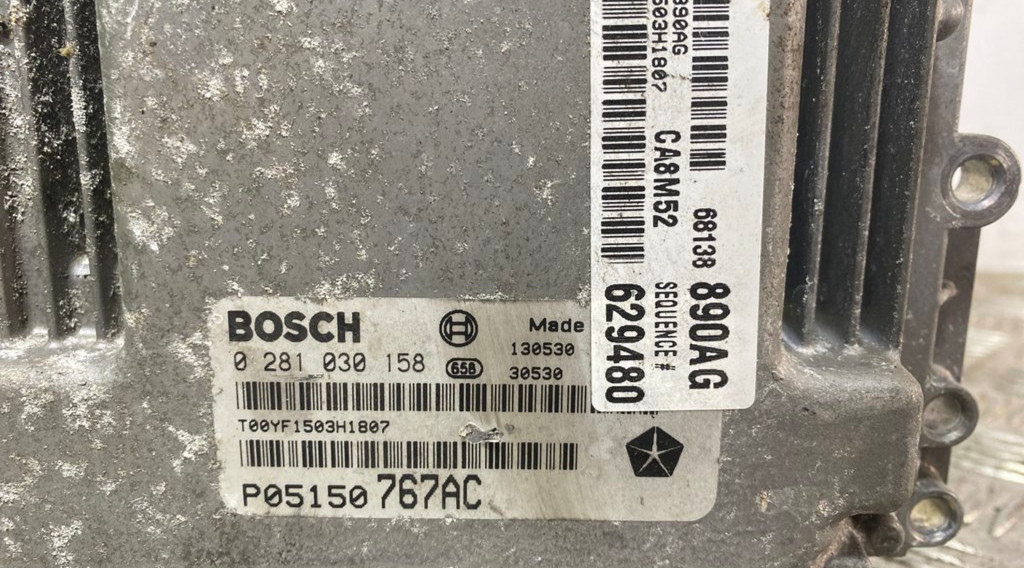 BOSCH
Made
0 281 030 158
658
130530
30530
T00YF1503H1807
P05150 767AC
890AG
503H1807
CA8M52
68138 890AG
SEQUENCE#
629480